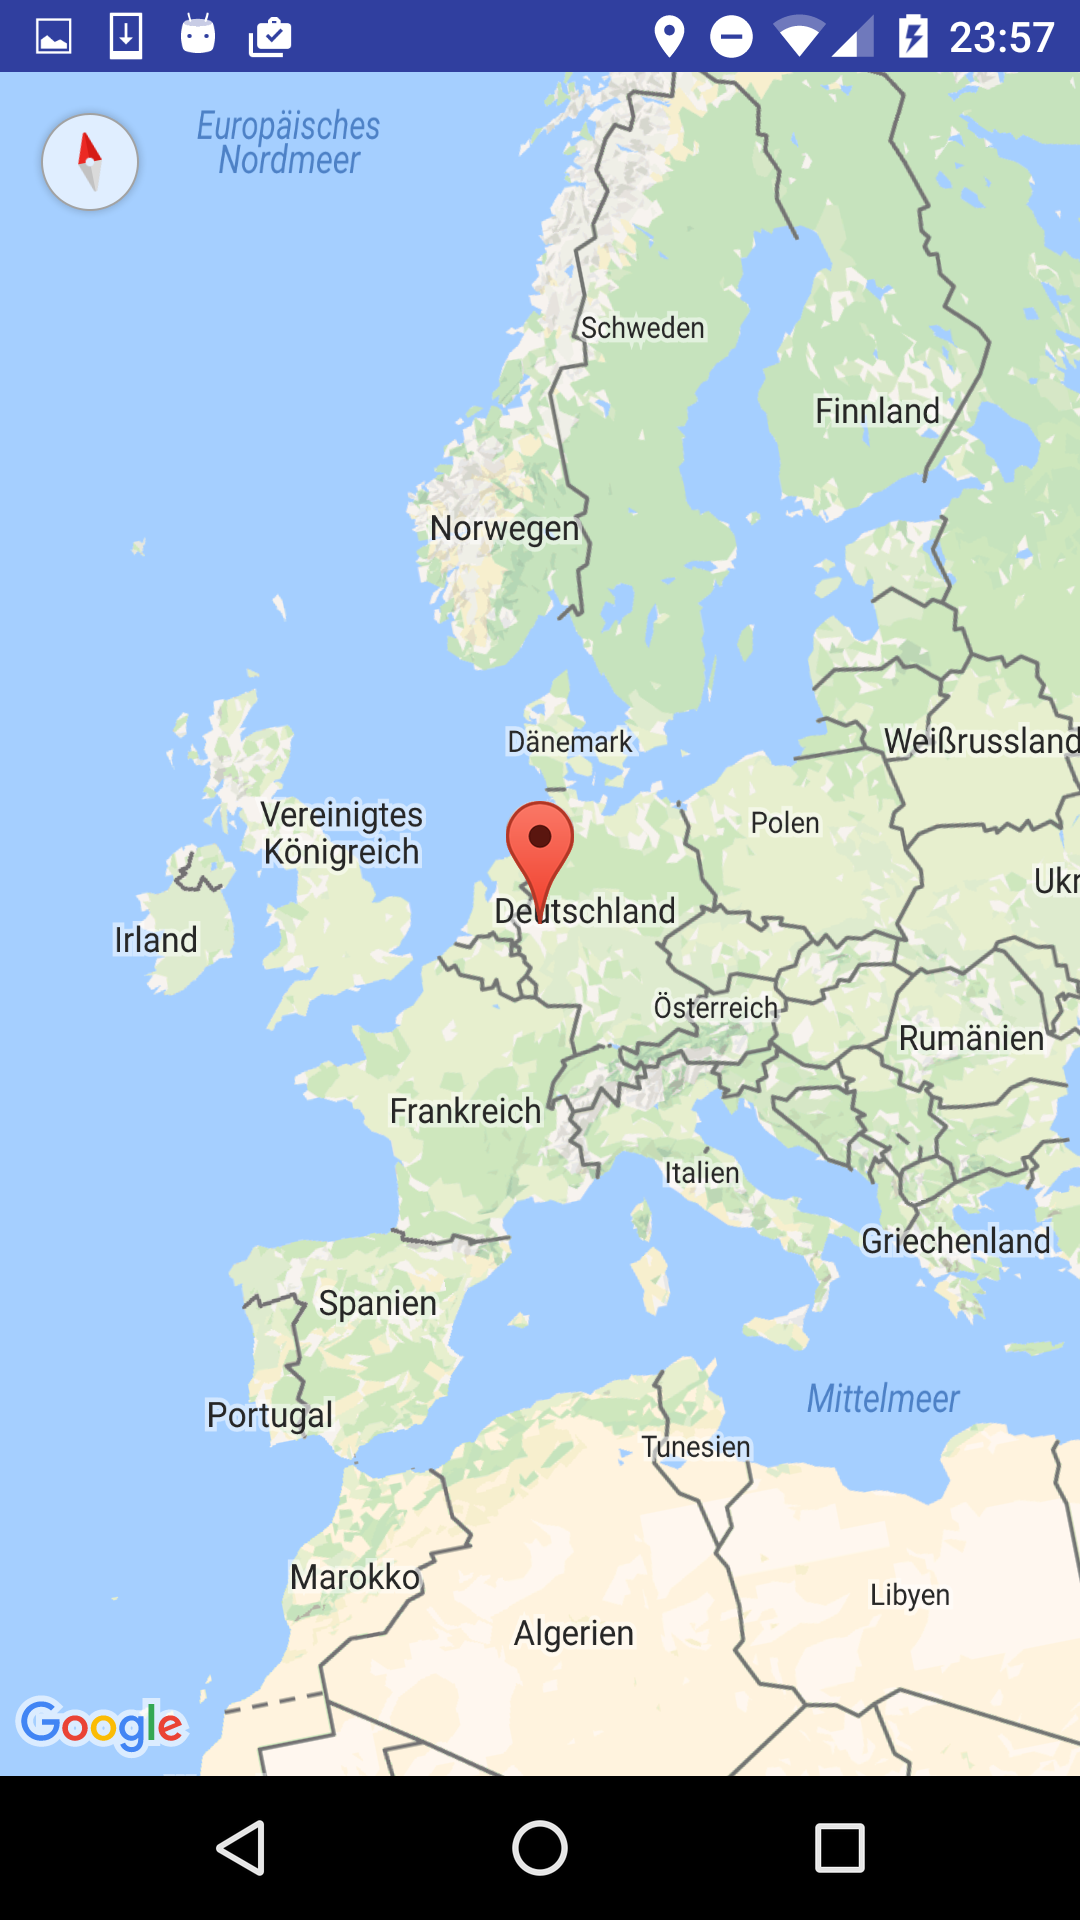 23:57
Europäisches
Nordmeer
Schweden
Finnland
Norwegen
Dänemark
Weißrussland
Vereinigtes
Königreich
Polen
Ukr
Deutschland
Irland
Österreich
Rumänien
Frankreich
Italien
Griechenland
Spanien
Mittelmeer
Portugal
Tunesien
Marokko
Libyen
Algerien
Google